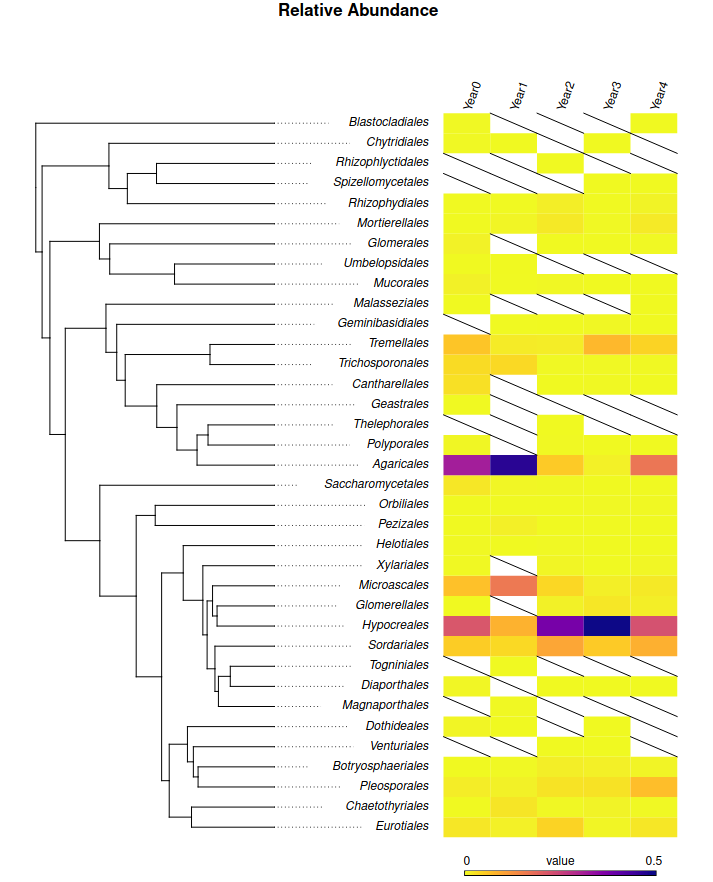 Relative Abundance
Year0 Year1 Year2 Year3 Year4
Blastocladiales
Chytridiales
Rhizophlyctidales
Spizellomycetales
Rhizophydiales
Mortierellales
Glomerales
Umbelopsidales
Mucorales
Malasseziales
Geminibasidiales
Tremellales
Trichosporonales
Cantharellales
Geastrales
Thelephorales
Polyporales
Agaricales
Saccharomycetales
Orbiliales
Pezizales
Helotiales
Xylariales
Microascales
Glomerellales
Hypocreales
Sordariales
Togniniales
Diaporthales
Magnaporthales
Dothideales
Venturiales
Botryosphaeriales
Pleosporales
Chaetothyriales
Eurotiales
0 value 0.5